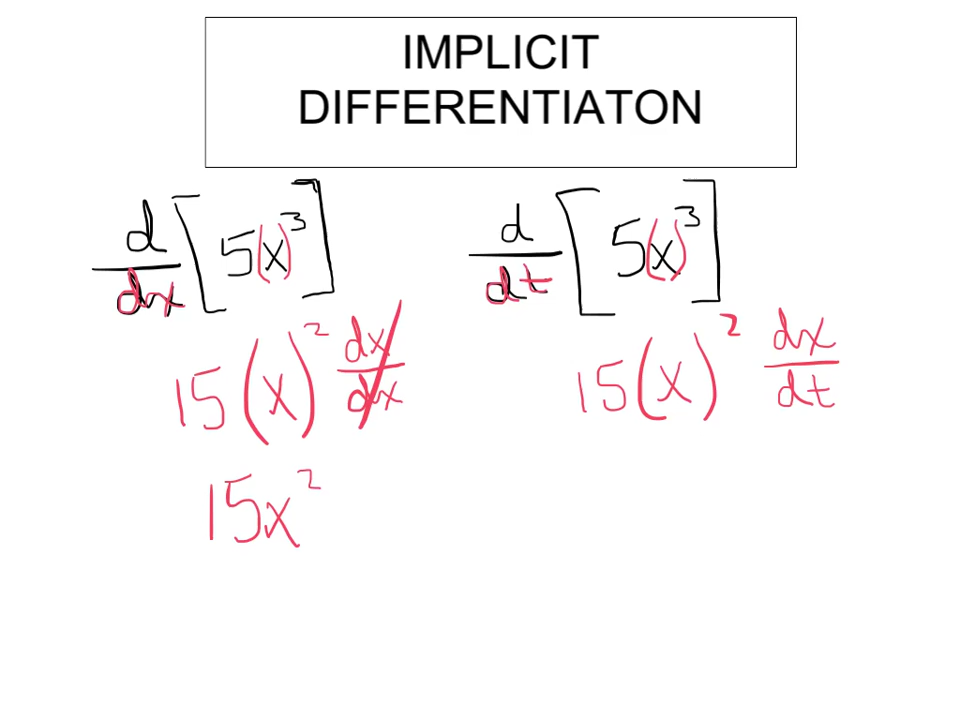 IMPLICIT
DIFFERENTIATON
d/dx [5(x)³]
15(x)² dx/dx
15x²
d/dt [5(x)³]
15(x)² dx/dt